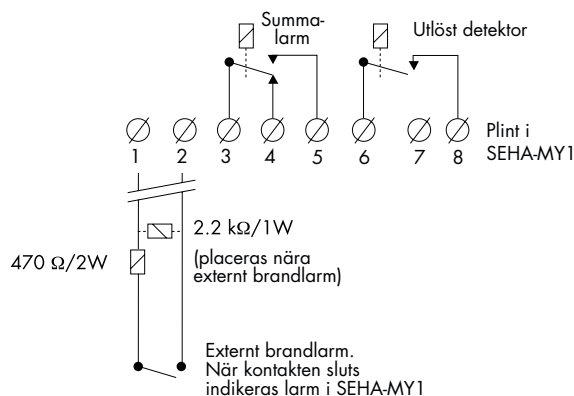 Summa-
larm
Utlöst detektor
1 2 3 4 5 6 7 8
Plint i
SEHA-MY1
2.2 kΩ/1W
470 Ω/2W
(placeras nära
externt brandlarm)
Externt brandlarm.
När kontakten sluts
indikeras larm i SEHA-MY1